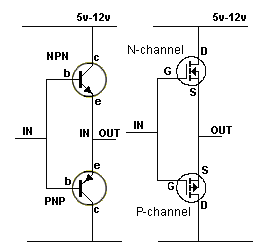 5v-12v
5v-12v
NPN
c
N-channel
D
b
G
e
S
IN
IN OUT
IN
OUT
e
S
b
G
PNP
c
P-channel
D